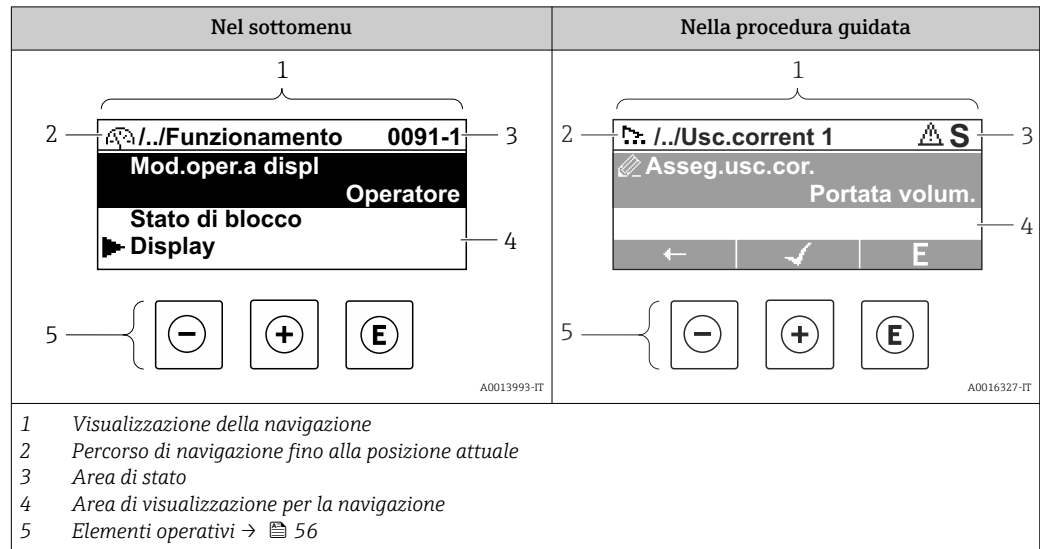 Nel sottomenu
Nella procedura guidata
1
2
/../Funzionamento 0091-1
3
Mod.oper.a displ
Operatore
Stato di blocco
Display
4
5
- + E
A0013993-IT
1
2
/../Usc.corrent 1 S
3
Asseg.usc.cor.
Portata volum.
4
← ✓ E
5
- + E
A0016327-IT
1 Visualizzazione della navigazione
2 Percorso di navigazione fino alla posizione attuale
3 Area di stato
4 Area di visualizzazione per la navigazione
5 Elementi operativi → 56